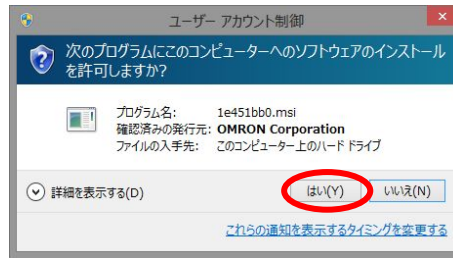 ユーザー アカウント制御
次のプログラムにこのコンピューターへのソフトウェアのインストール
を許可しますか?
プログラム名: 1e451bb0.msi
確認済みの発行元: OMRON Corporation
ファイルの入手先: このコンピューター上のハード ドライブ
詳細を表示する(D)
はい(Y)
いいえ(N)
これらの通知を表示するタイミングを変更する